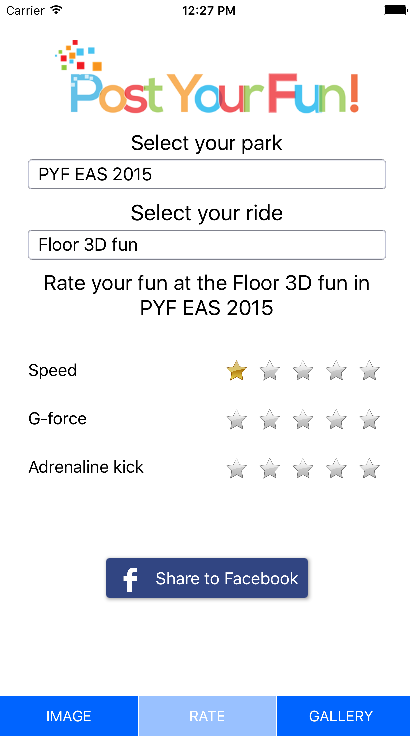 Carrier 12:27 PM
Post Your Fun!
Select your park
PYF EAS 2015
Select your ride
Floor 3D fun
Rate your fun at the Floor 3D fun in
PYF EAS 2015
Speed
G-force
Adrenaline kick
f Share to Facebook
IMAGE RATE GALLERY